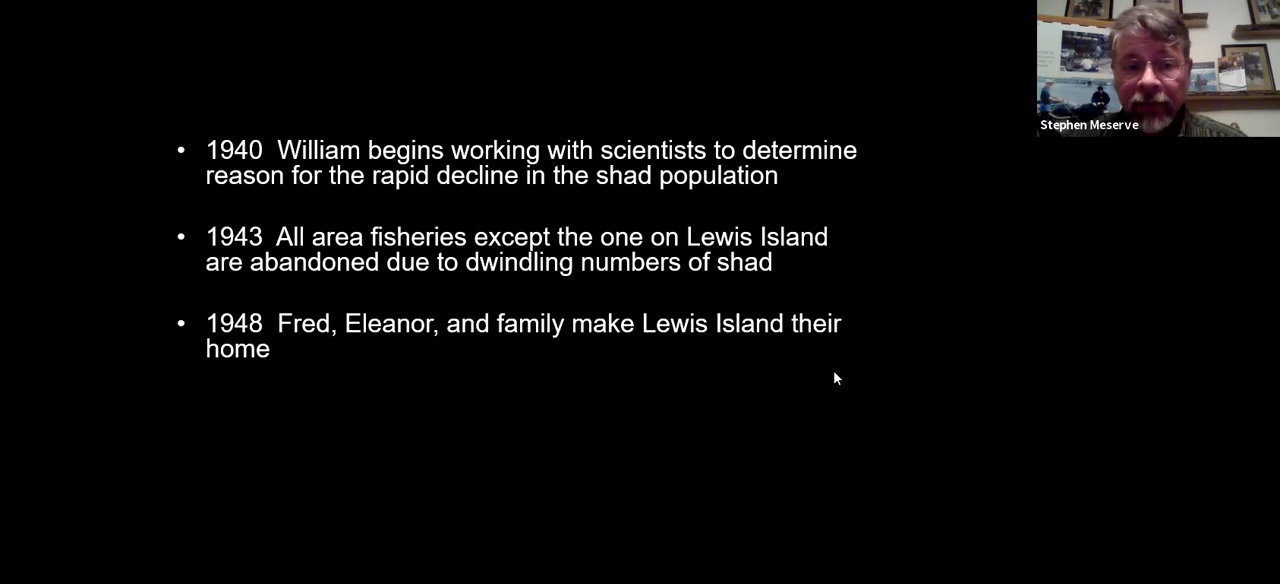 • 1940  William begins working with scientists to determine
reason for the rapid decline in the shad population
• 1943  All area fisheries except the one on Lewis Island
are abandoned due to dwindling numbers of shad
• 1948  Fred, Eleanor, and family make Lewis Island their
home
Stephen Meserve